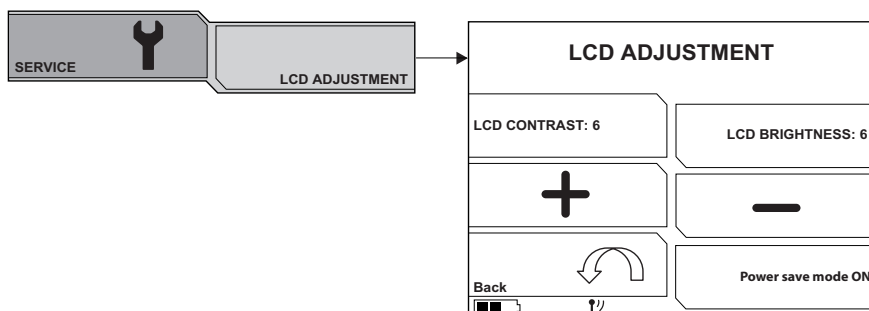 SERVICE
LCD ADJUSTMENT
LCD ADJUSTMENT
LCD CONTRAST: 6
LCD BRIGHTNESS: 6
Back
Power save mode ON